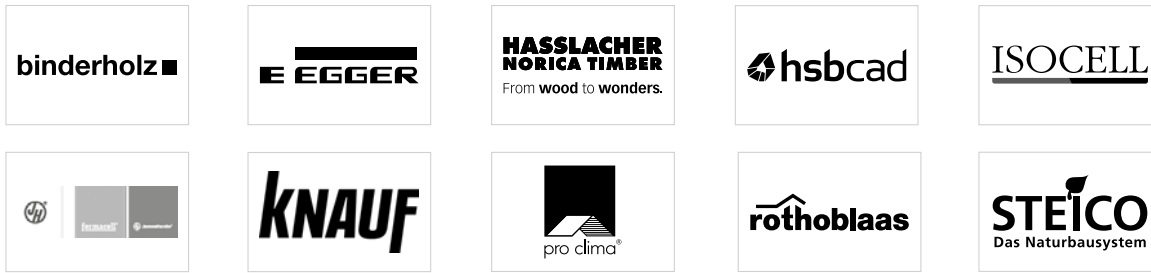 binderholz
E EGGER
HASSLACHER
NORICA TIMBER
From wood to wonders.
hsbcad
ISOCELL
JH
fermacell®
KNAUF
pro clima®
rothoblaas
STEICO
Das Naturbausystem